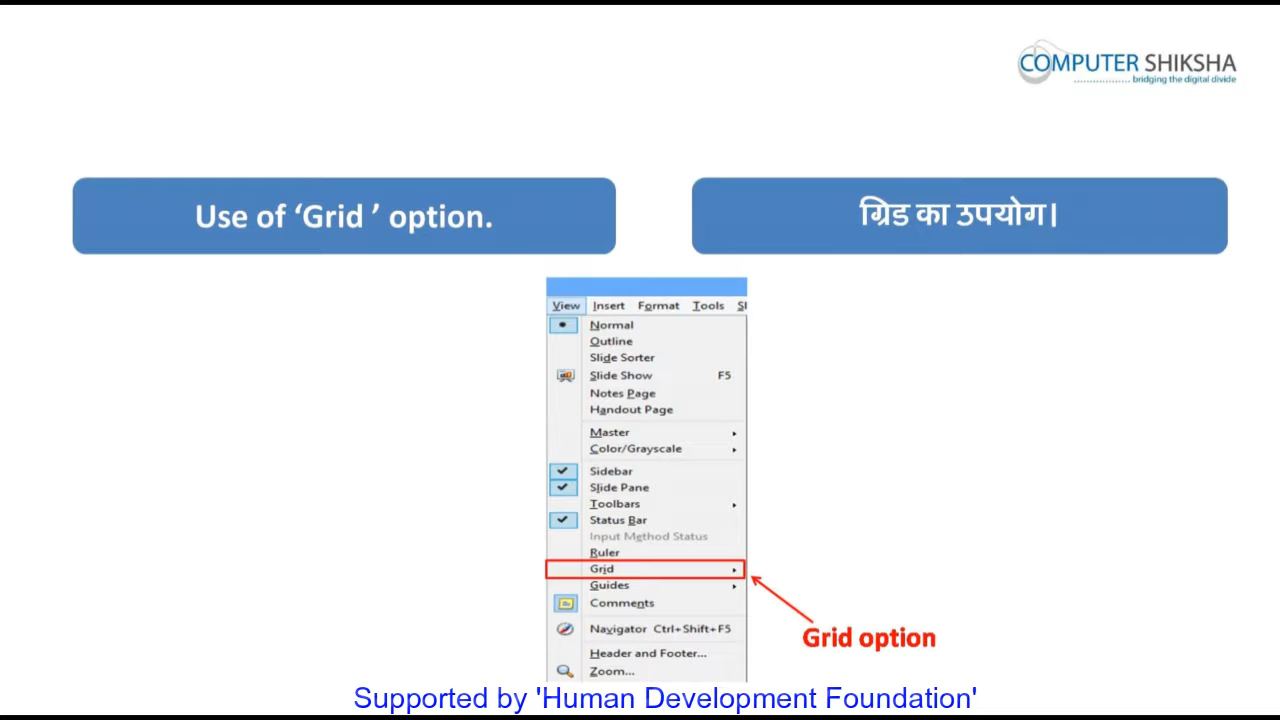 COMPUTER SHIKSHA
bridging the digital divide
Use of ‘Grid ’ option.
ग्रिड का उपयोग।
View Insert Format Tools Sl
Normal
Outline
Slide Sorter
Slide Show F5
Notes Page
Handout Page
Master
Color/Grayscale
Sidebar
Slide Pane
Toolbars
Status Bar
Input Method Status
Ruler
Grid
Guides
Comments
Navigator Ctrl+Shift+F5
Header and Footer...
Zoom...
Grid option
Supported by 'Human Development Foundation'